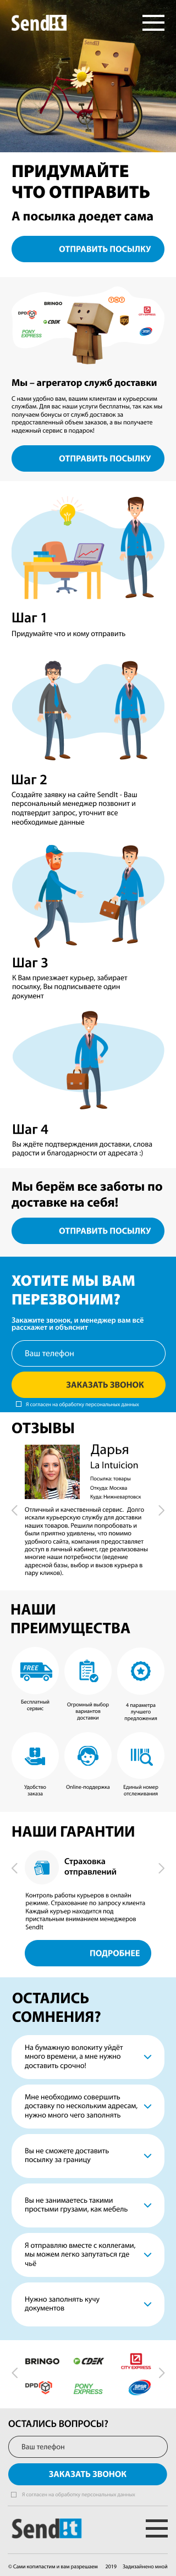 SendIt
ПРИДУМАЙТЕ
ЧТО ОТПРАВИТЬ
А посылка доедет сама
ОТПРАВИТЬ ПОСЫЛКУ
BRINGO
TNT
DPD
CDEK
ups
CITY EXPRESS
PONY
EXPRESS
Мы – агрегатор служб доставки
С нами удобно вам, вашим клиентам и курьерским
службам. Для вас наши услуги бесплатны, так как мы
получаем бонусы от служб доставок за
предоставленный объем заказов, а вы получаете
надежный сервис в подарок!
ОТПРАВИТЬ ПОСЫЛКУ
Шаг 1
Придумайте что и кому отправить
Шаг 2
Создайте заявку на сайте SendIt - Ваш
персональный менеджер позвонит и
подтвердит запрос, уточнит все
необходимые данные
Шаг 3
К Вам приезжает курьер, забирает
посылку, Вы подписываете один
документ
Шаг 4
Вы ждёте подтверждения доставки, слова
радости и благодарности от адресата :)
Мы берём все заботы по
доставке на себя!
ОТПРАВИТЬ ПОСЫЛКУ
ХОТИТЕ МЫ ВАМ
ПЕРЕЗВОНИМ?
Закажите звонок, и менеджер вам всё
расскажет и объяснит
Ваш телефон
ЗАКАЗАТЬ ЗВОНОК
Я согласен на обработку персональных данных
ОТЗЫВЫ
Дарья
La Intuicion
Посылка: товары
Откуда: Москва
Куда: Нижневартовск
Отличный и качественный сервис. Долго
искали курьерскую службу для доставки
наших товаров. Решили попробовать и
были приятно удивлены, что помимо
удобного сайта, компания предоставляет
доступ в личный кабинет, где реализованы
многие наши потребности (ведение
адресной базы, выбор и вызов курьера в
пару кликов).
НАШИ
ПРЕИМУЩЕСТВА
FREE
Бесплатный
сервис
Огромный выбор
вариантов
доставки
4 параметра
лучшего
предложения
Удобство
заказа
Online-поддержка
Единый номер
отслеживания
НАШИ ГАРАНТИИ
Страховка
отправлений
Контроль работы курьеров в онлайн
режиме. Страхование по запросу клиента
Каждый курьер находится под
пристальным вниманием менеджеров
SendIt
ПОДРОБНЕЕ
ОСТАЛИСЬ
СОМНЕНИЯ?
На бумажную волокиту уйдёт
много времени, а мне нужно
доставить срочно!
Мне необходимо совершить
доставку по нескольким адресам,
нужно много чего заполнять
Вы не сможете доставить
посылку за границу
Вы не занимаетесь такими
простыми грузами, как мебель
Я отправляю вместе с коллегами,
мы можем легко запутаться где
чьё
Нужно заполнять кучу
документов
BRINGO
CDEK
CITY EXPRESS
DPD
PONY
EXPRESS
ОСТАЛИСЬ ВОПРОСЫ?
Ваш телефон
ЗАКАЗАТЬ ЗВОНОК
Я согласен на обработку персональных данных
SendIt
© Сами копипастим и вам разрешаем 2019 Задизайнено мной